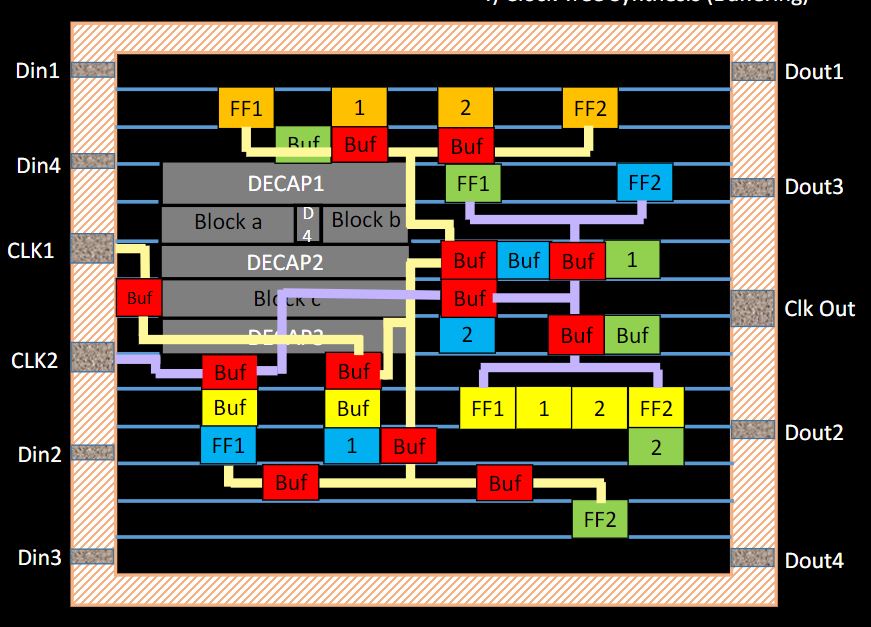 Clock Tree Synthesis (Buffering)
Din1
Dout1
FF1
1
2
FF2
Buf
Buf
Buf
Din4
DECAP1
FF1
FF2
Dout3
Block a
D
4
Block b
CLK1
DECAP2
Buf
Buf
Buf
1
Buf
Block c
Buf
Clk Out
DECAP3
2
Buf
Buf
CLK2
Buf
Buf
Buf
Buf
FF1
1
2
FF2
Dout2
FF1
1
Buf
2
Din2
Buf
Buf
FF2
Din3
Dout4